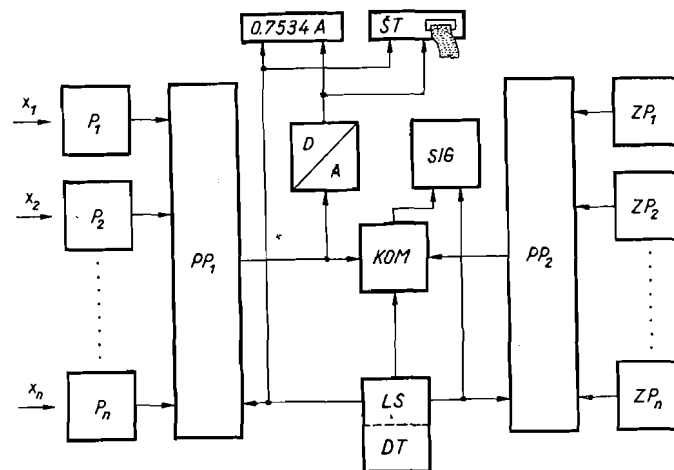 0.7534 A
ŠT
x₁
P₁
ZP₁
D
A
SIG
x₂
P₂
ZP₂
PP₁
KOM
PP₂
xₙ
Pₙ
LS
ZPₙ
DT